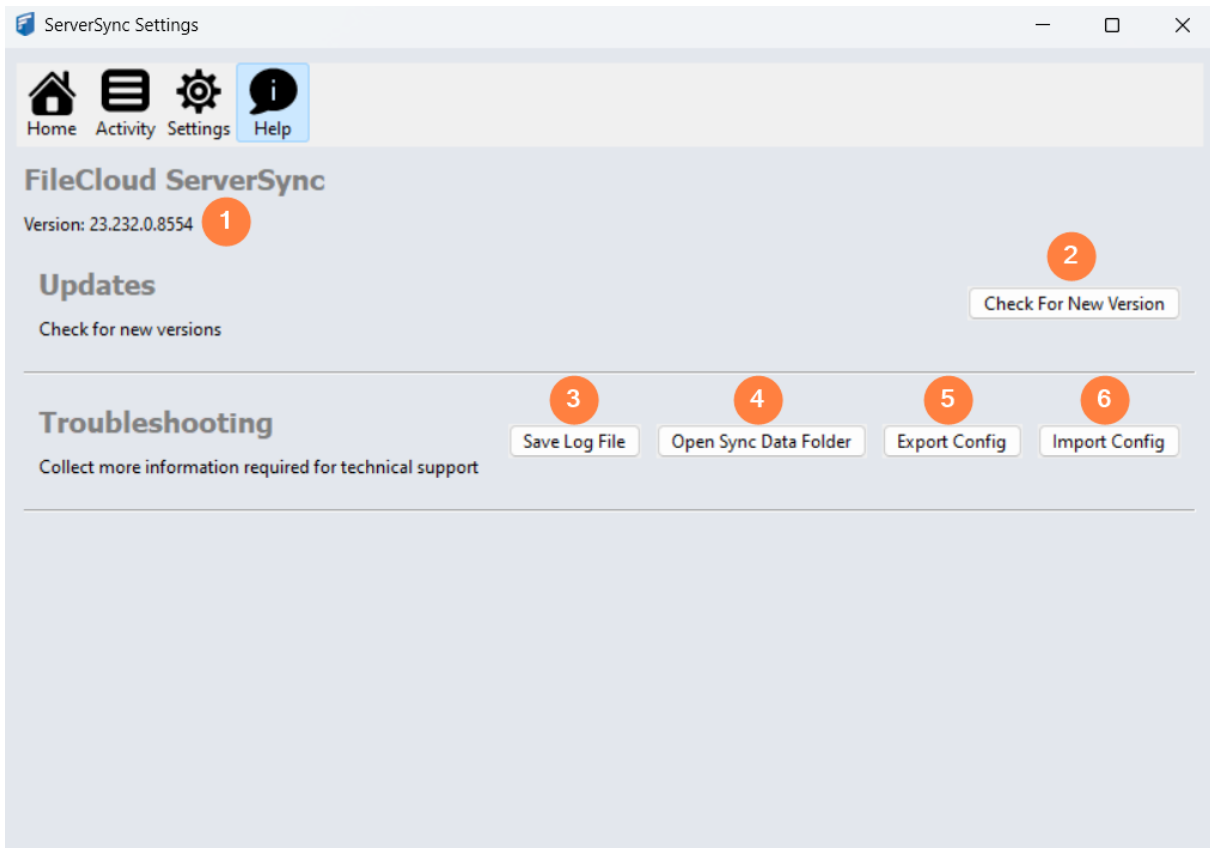 ServerSync Settings
Home Activity Settings Help
FileCloud ServerSync
Version: 23.232.0.8554 1
2
Updates
Check For New Version
Check for new versions
3 4 5 6
Troubleshooting
Save Log File Open Sync Data Folder Export Config Import Config
Collect more information required for technical support